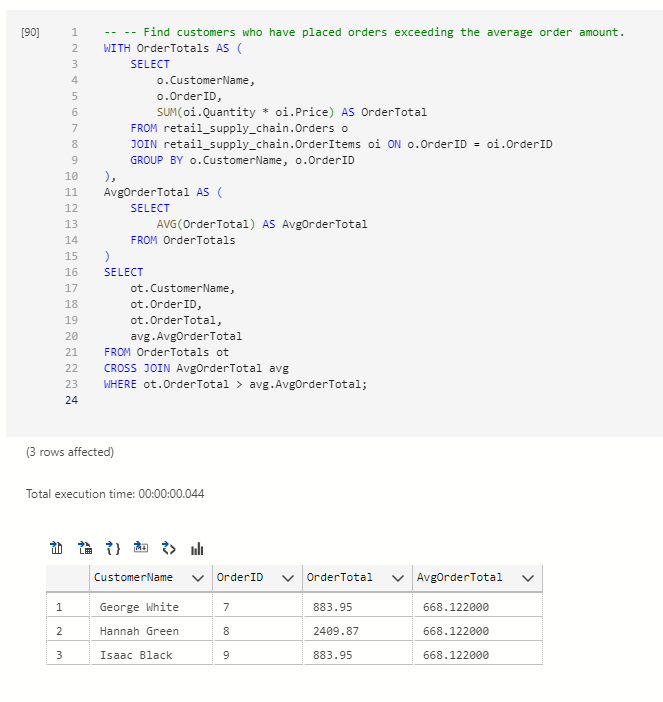 [90] 1 -- -- Find customers who have placed orders exceeding the average order amount.
2 WITH OrderTotals AS (
3 SELECT
4 o.CustomerName,
5 o.OrderID,
6 SUM(oi.Quantity * oi.Price) AS OrderTotal
7 FROM retail_supply_chain.Orders o
8 JOIN retail_supply_chain.OrderItems oi ON o.OrderID = oi.OrderID
9 GROUP BY o.CustomerName, o.OrderID
10 ),
11 AvgOrderTotal AS (
12 SELECT
13 AVG(OrderTotal) AS AvgOrderTotal
14 FROM OrderTotals
15 )
16 SELECT
17 ot.CustomerName,
18 ot.OrderID,
19 ot.OrderTotal,
20 avg.AvgOrderTotal
21 FROM OrderTotals ot
22 CROSS JOIN AvgOrderTotal avg
23 WHERE ot.OrderTotal > avg.AvgOrderTotal;
24
(3 rows affected)
Total execution time: 00:00:00.044
CustomerName OrderID OrderTotal AvgOrderTotal
1 George White 7 883.95 668.122000
2 Hannah Green 8 2409.87 668.122000
3 Isaac Black 9 883.95 668.122000